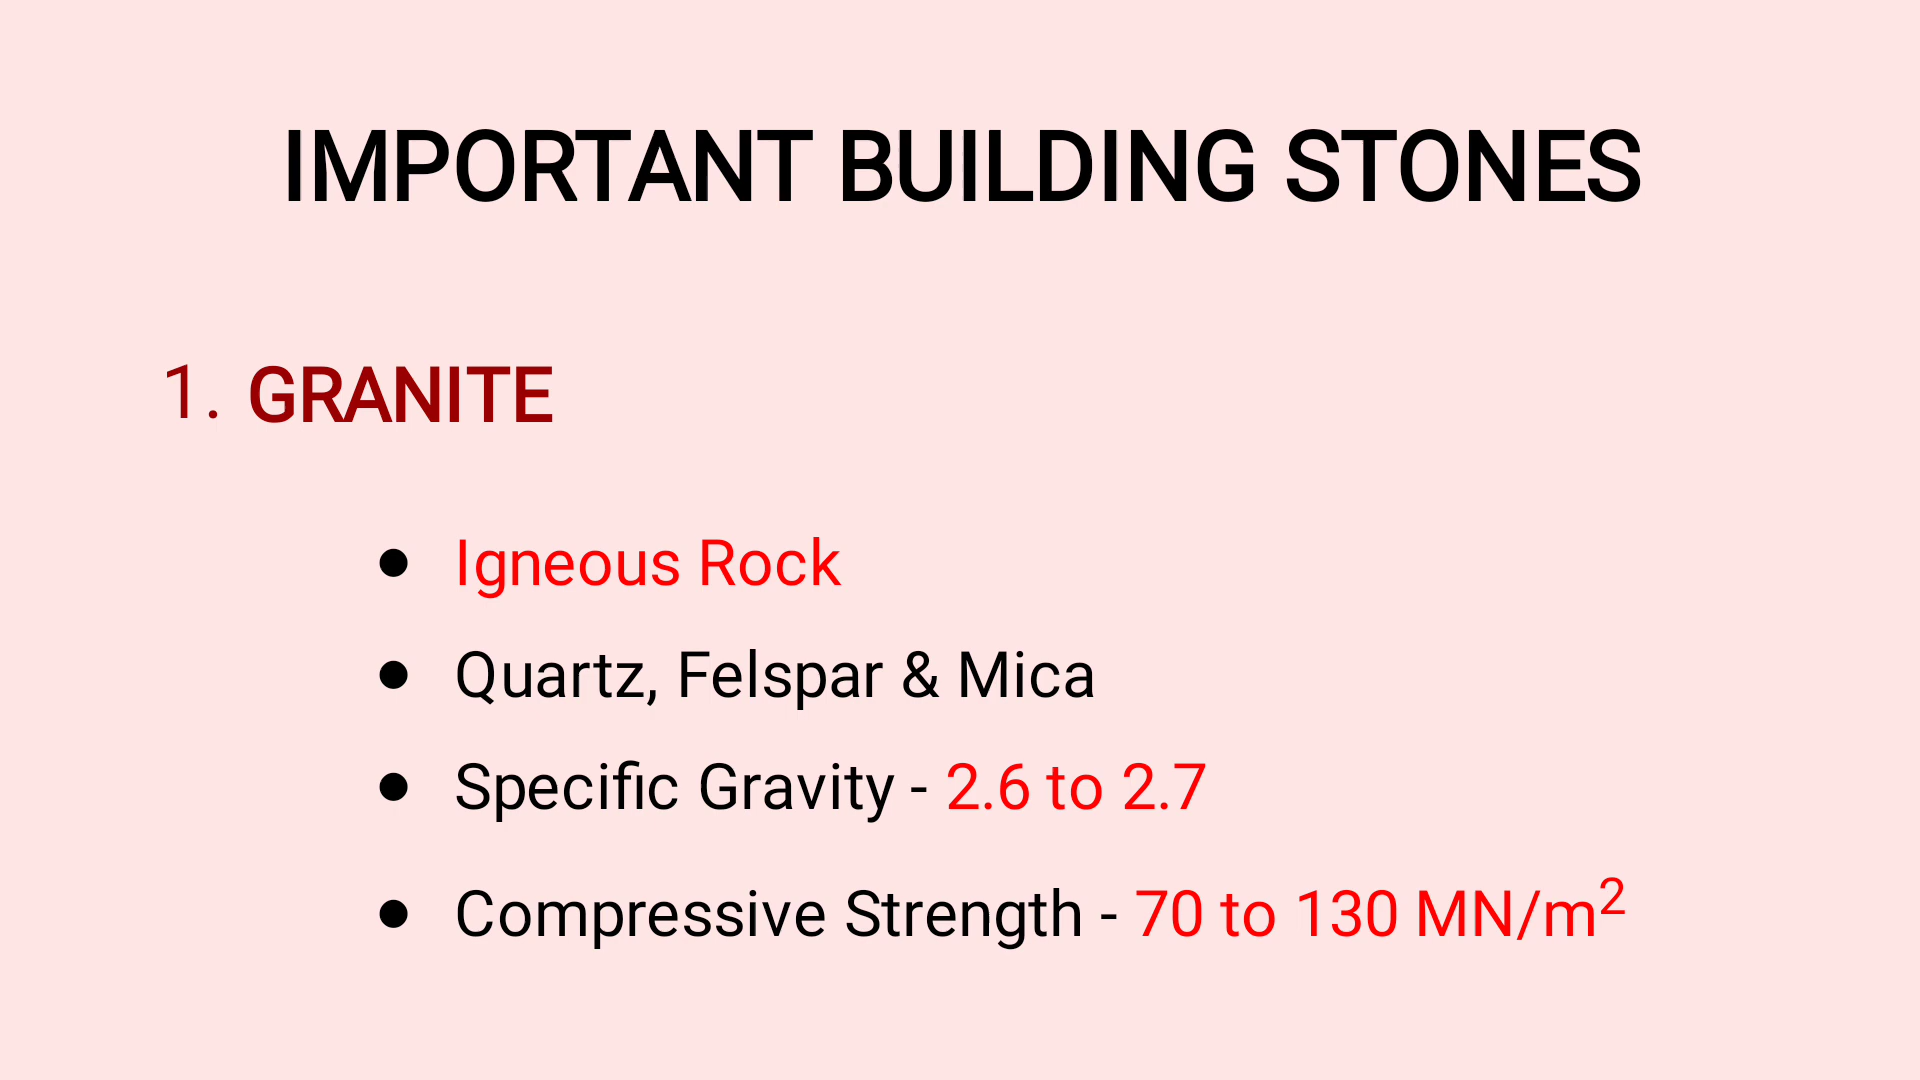 IMPORTANT BUILDING STONES
1. GRANITE
● Igneous Rock
● Quartz, Felspar & Mica
● Specific Gravity - 2.6 to 2.7
● Compressive Strength - 70 to 130 MN/m²